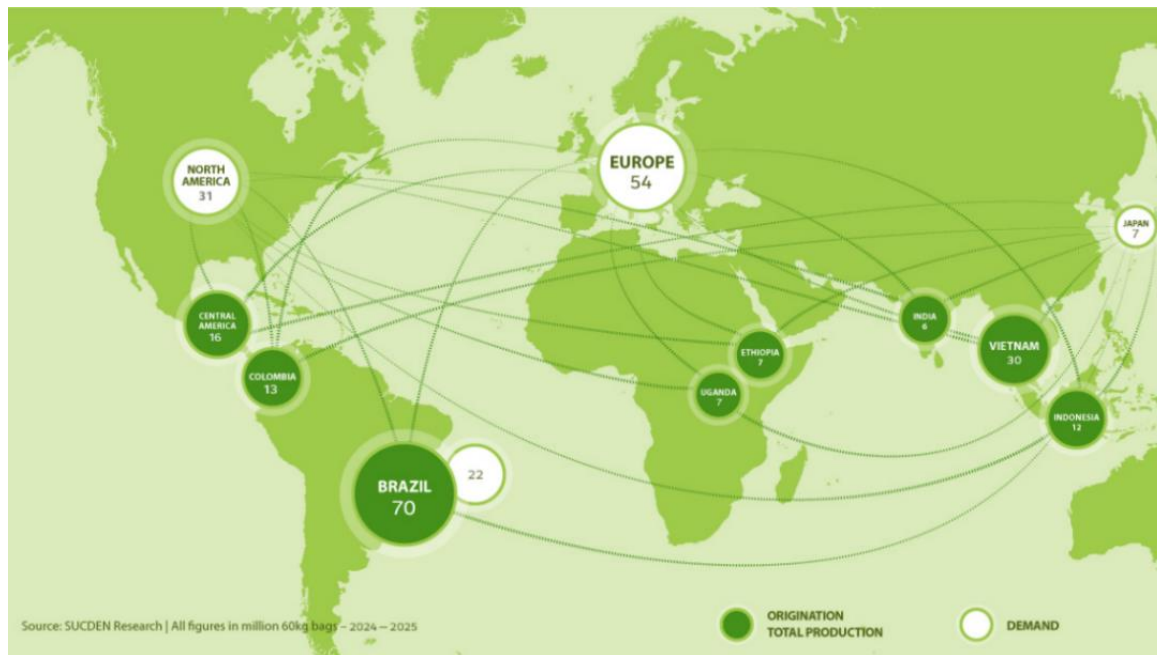 NORTH
AMERICA
31
EUROPE
54
JAPAN
7
CENTRAL
AMERICA
16
COLOMBIA
13
BRAZIL
70
22
ETHIOPIA
7
UGANDA
7
INDIA
6
VIETNAM
30
INDONESIA
12
Source: SUCDEN Research | All figures in million 60kg bags – 2024 – 2025
ORIGINATION
TOTAL PRODUCTION
DEMAND